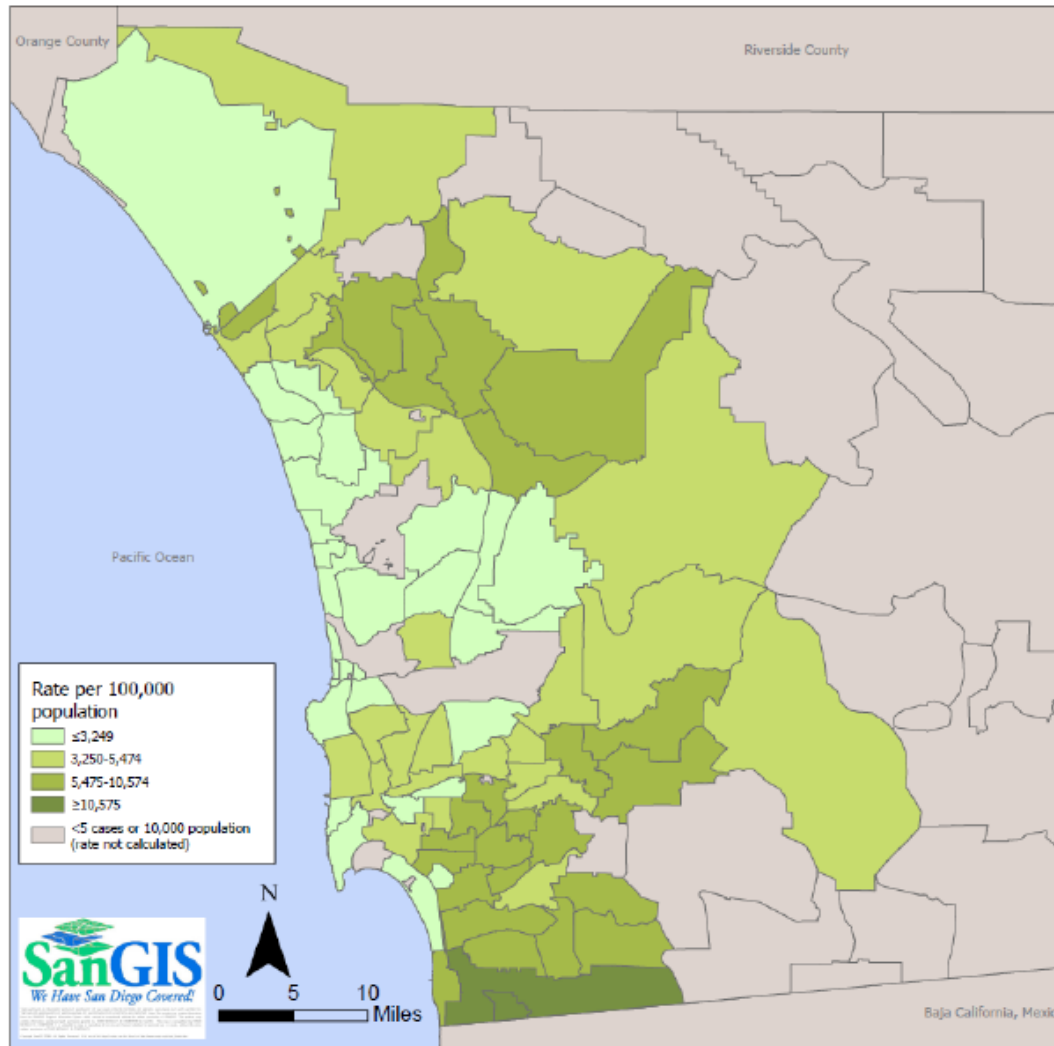 Orange County
Riverside County
Pacific Ocean
Rate per 100,000
population
≤3,249
3,250-5,474
5,475-10,574
≥10,575
<5 cases or 10,000 population
(rate not calculated)
N
SanGIS
We Have San Diego Covered!
0 5 10
Miles
Baja California, Mexic